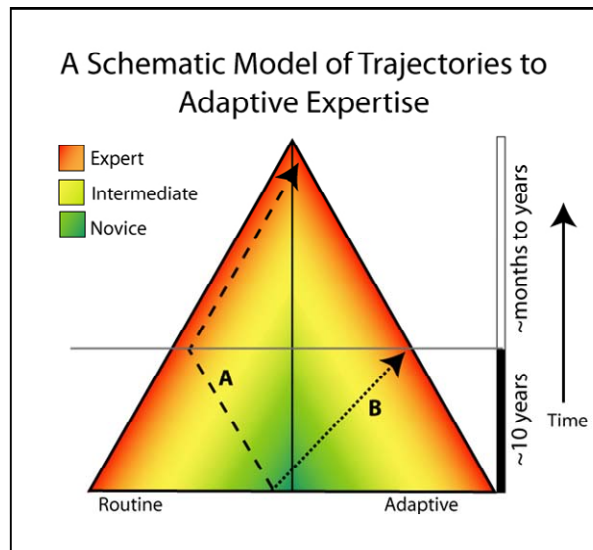 A Schematic Model of Trajectories to
Adaptive Expertise
Expert
Intermediate
Novice
A
B
Routine
Adaptive
~months to years
~10 years
Time